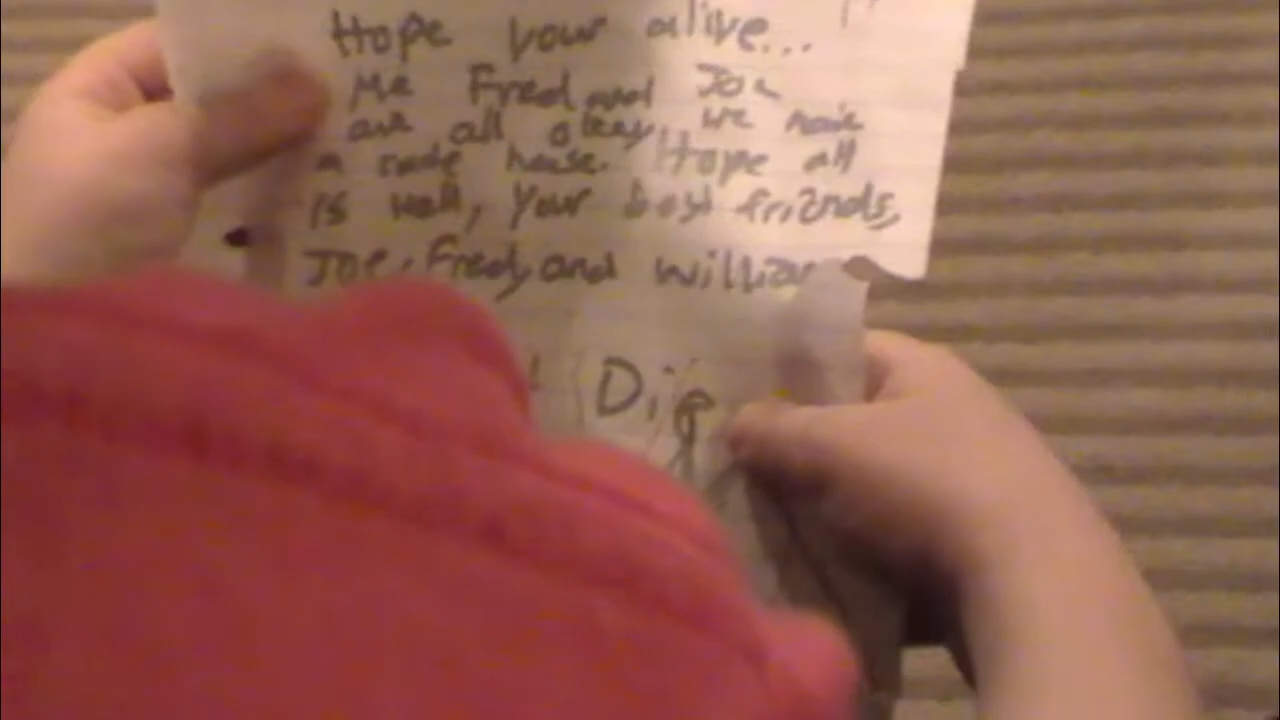 Hope your alive...
Me Fred and Joe
are all okay, we made
a safe house. Hope all
is well, Your best friends,
Joe, Fred, and William
Dig